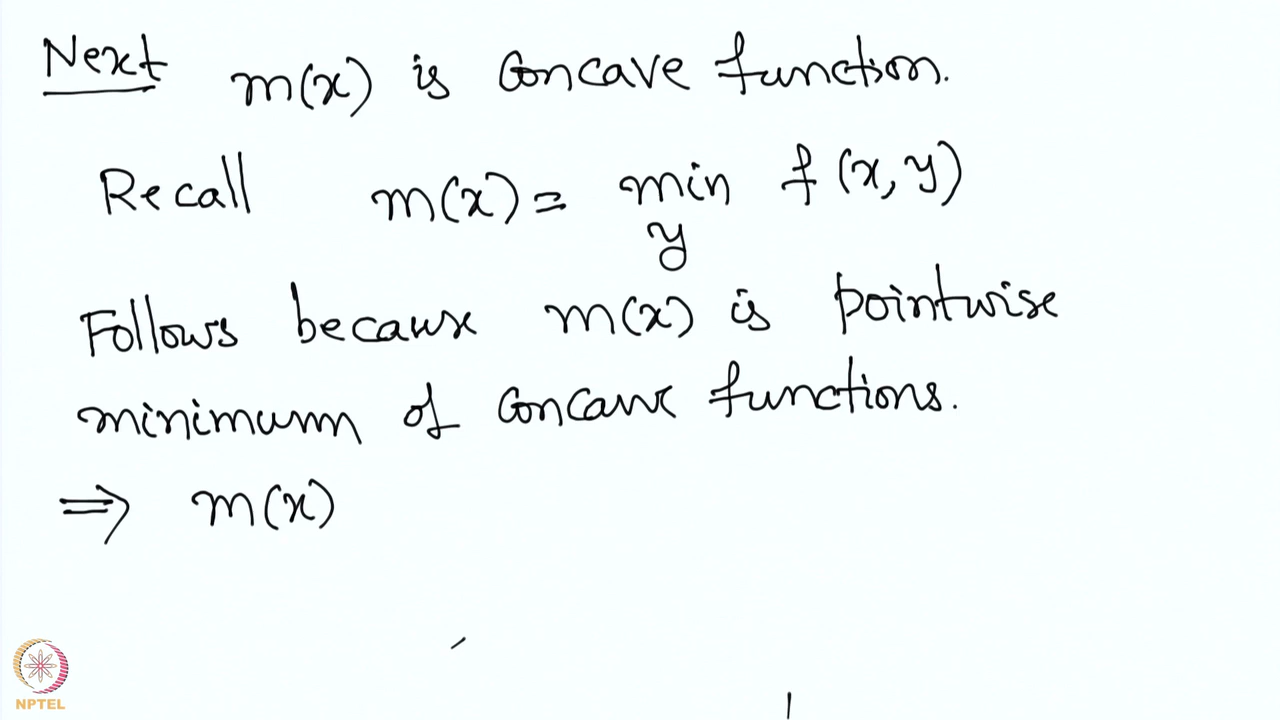 Next m(x) is Concave function.
Recall m(x) = min f(x, y)
y
Follows because m(x) is pointwise
minimum of Concave functions.
⇒ m(x)
NPTEL